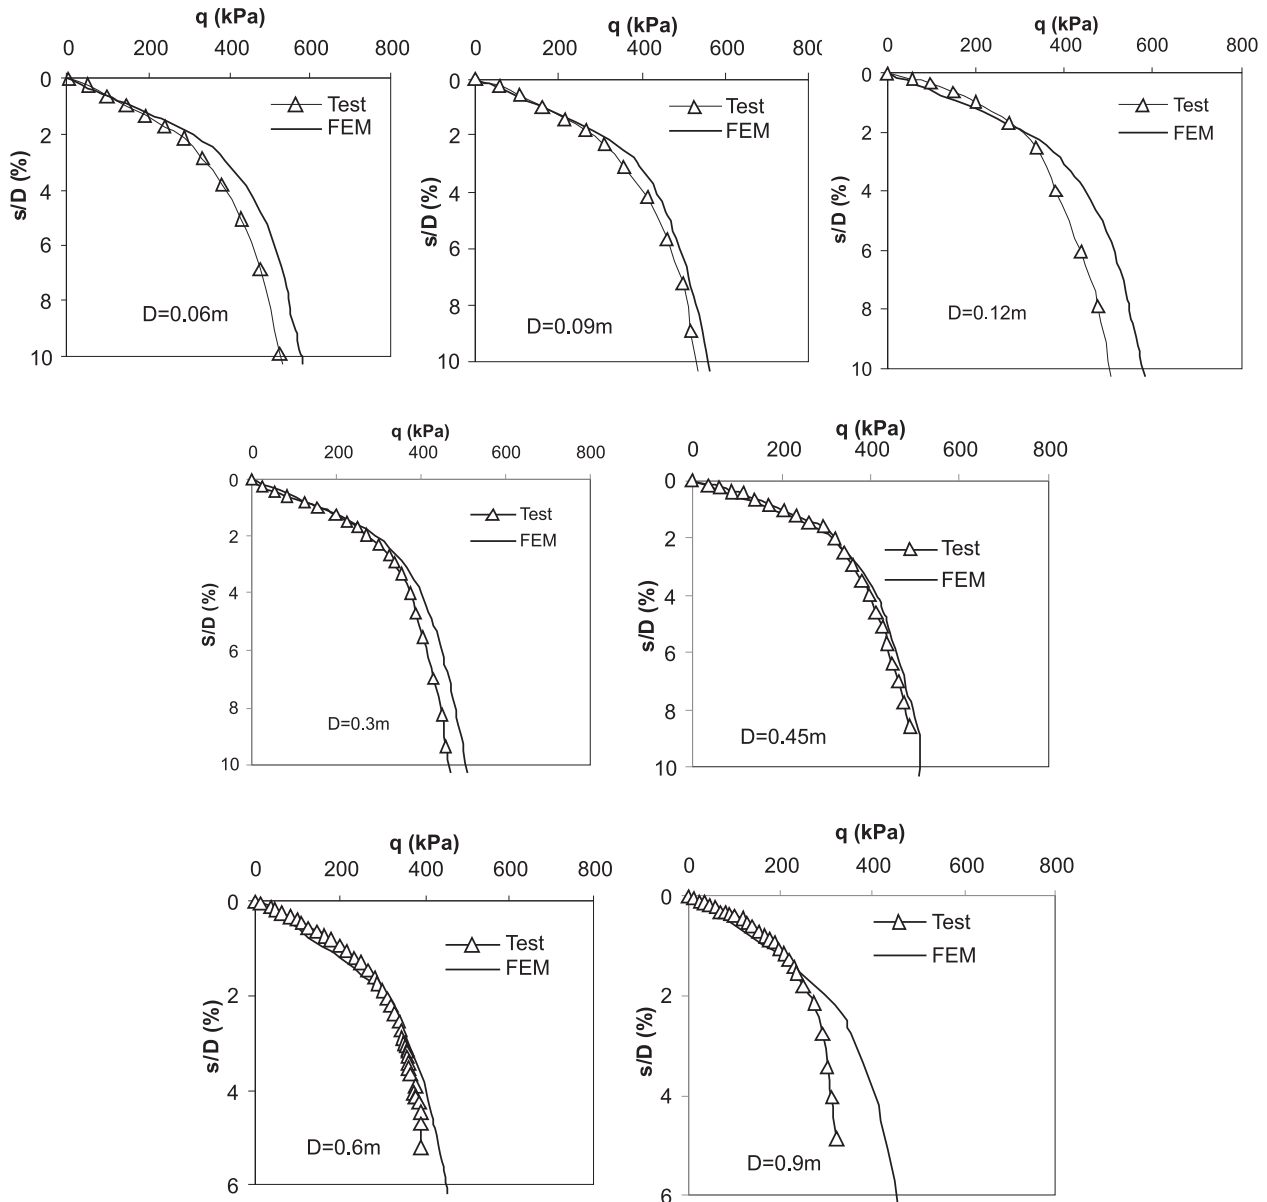 q (kPa)
0 200 400 600 800
0
2
4
6
8
10
s/D (%)
Test
FEM
D=0.06m
q (kPa)
0 200 400 600 80
0
2
4
6
8
10
s/D (%)
Test
FEM
D=0.09m
q (kPa)
0 200 400 600 800
0
2
4
6
8
10
s/D (%)
Test
FEM
D=0.12m
q (kPa)
0 200 400 600 800
0
2
4
6
8
10
S/D (%)
Test
FEM
D=0.3m
q (kPa)
0 200 400 600 800
0
2
4
6
8
10
s/D (%)
Test
FEM
D=0.45m
q (kPa)
0 200 400 600 800
0
2
4
6
s/D (%)
Test
FEM
D=0.6m
q (kPa)
0 200 400 600 800
0
2
4
6
s/D (%)
Test
FEM
D=0.9m